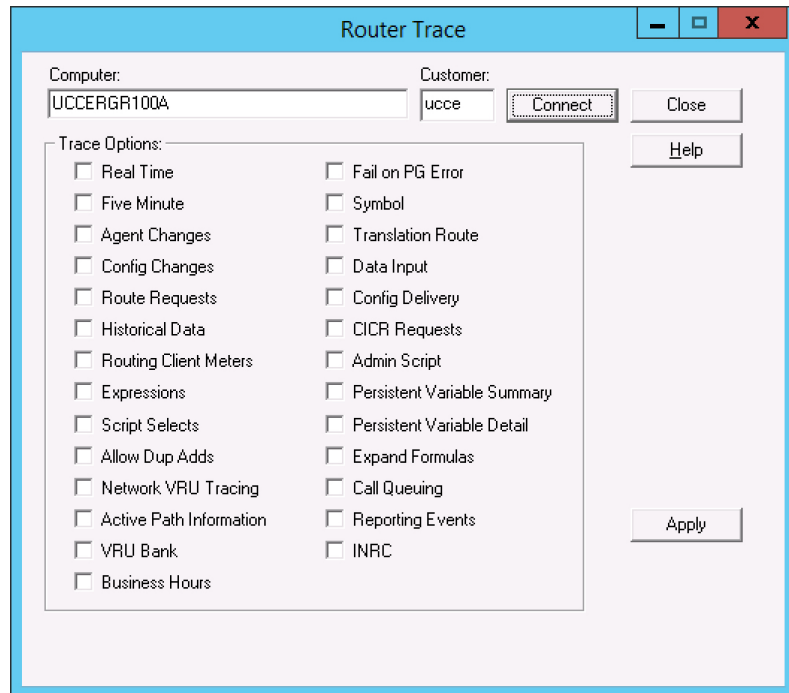 Router Trace
X
Computer:
Customer:
UCCERGR100A
ucce
Connect
Close
Help
Trace Options:
Real Time
Five Minute
Agent Changes
Config Changes
Route Requests
Historical Data
Routing Client Meters
Expressions
Script Selects
Allow Dup Adds
Network VRU Tracing
Active Path Information
VRU Bank
Business Hours
Fail on PG Error
Symbol
Translation Route
Data Input
Config Delivery
CICR Requests
Admin Script
Persistent Variable Summary
Persistent Variable Detail
Expand Formulas
Call Queuing
Reporting Events
INRC
Apply